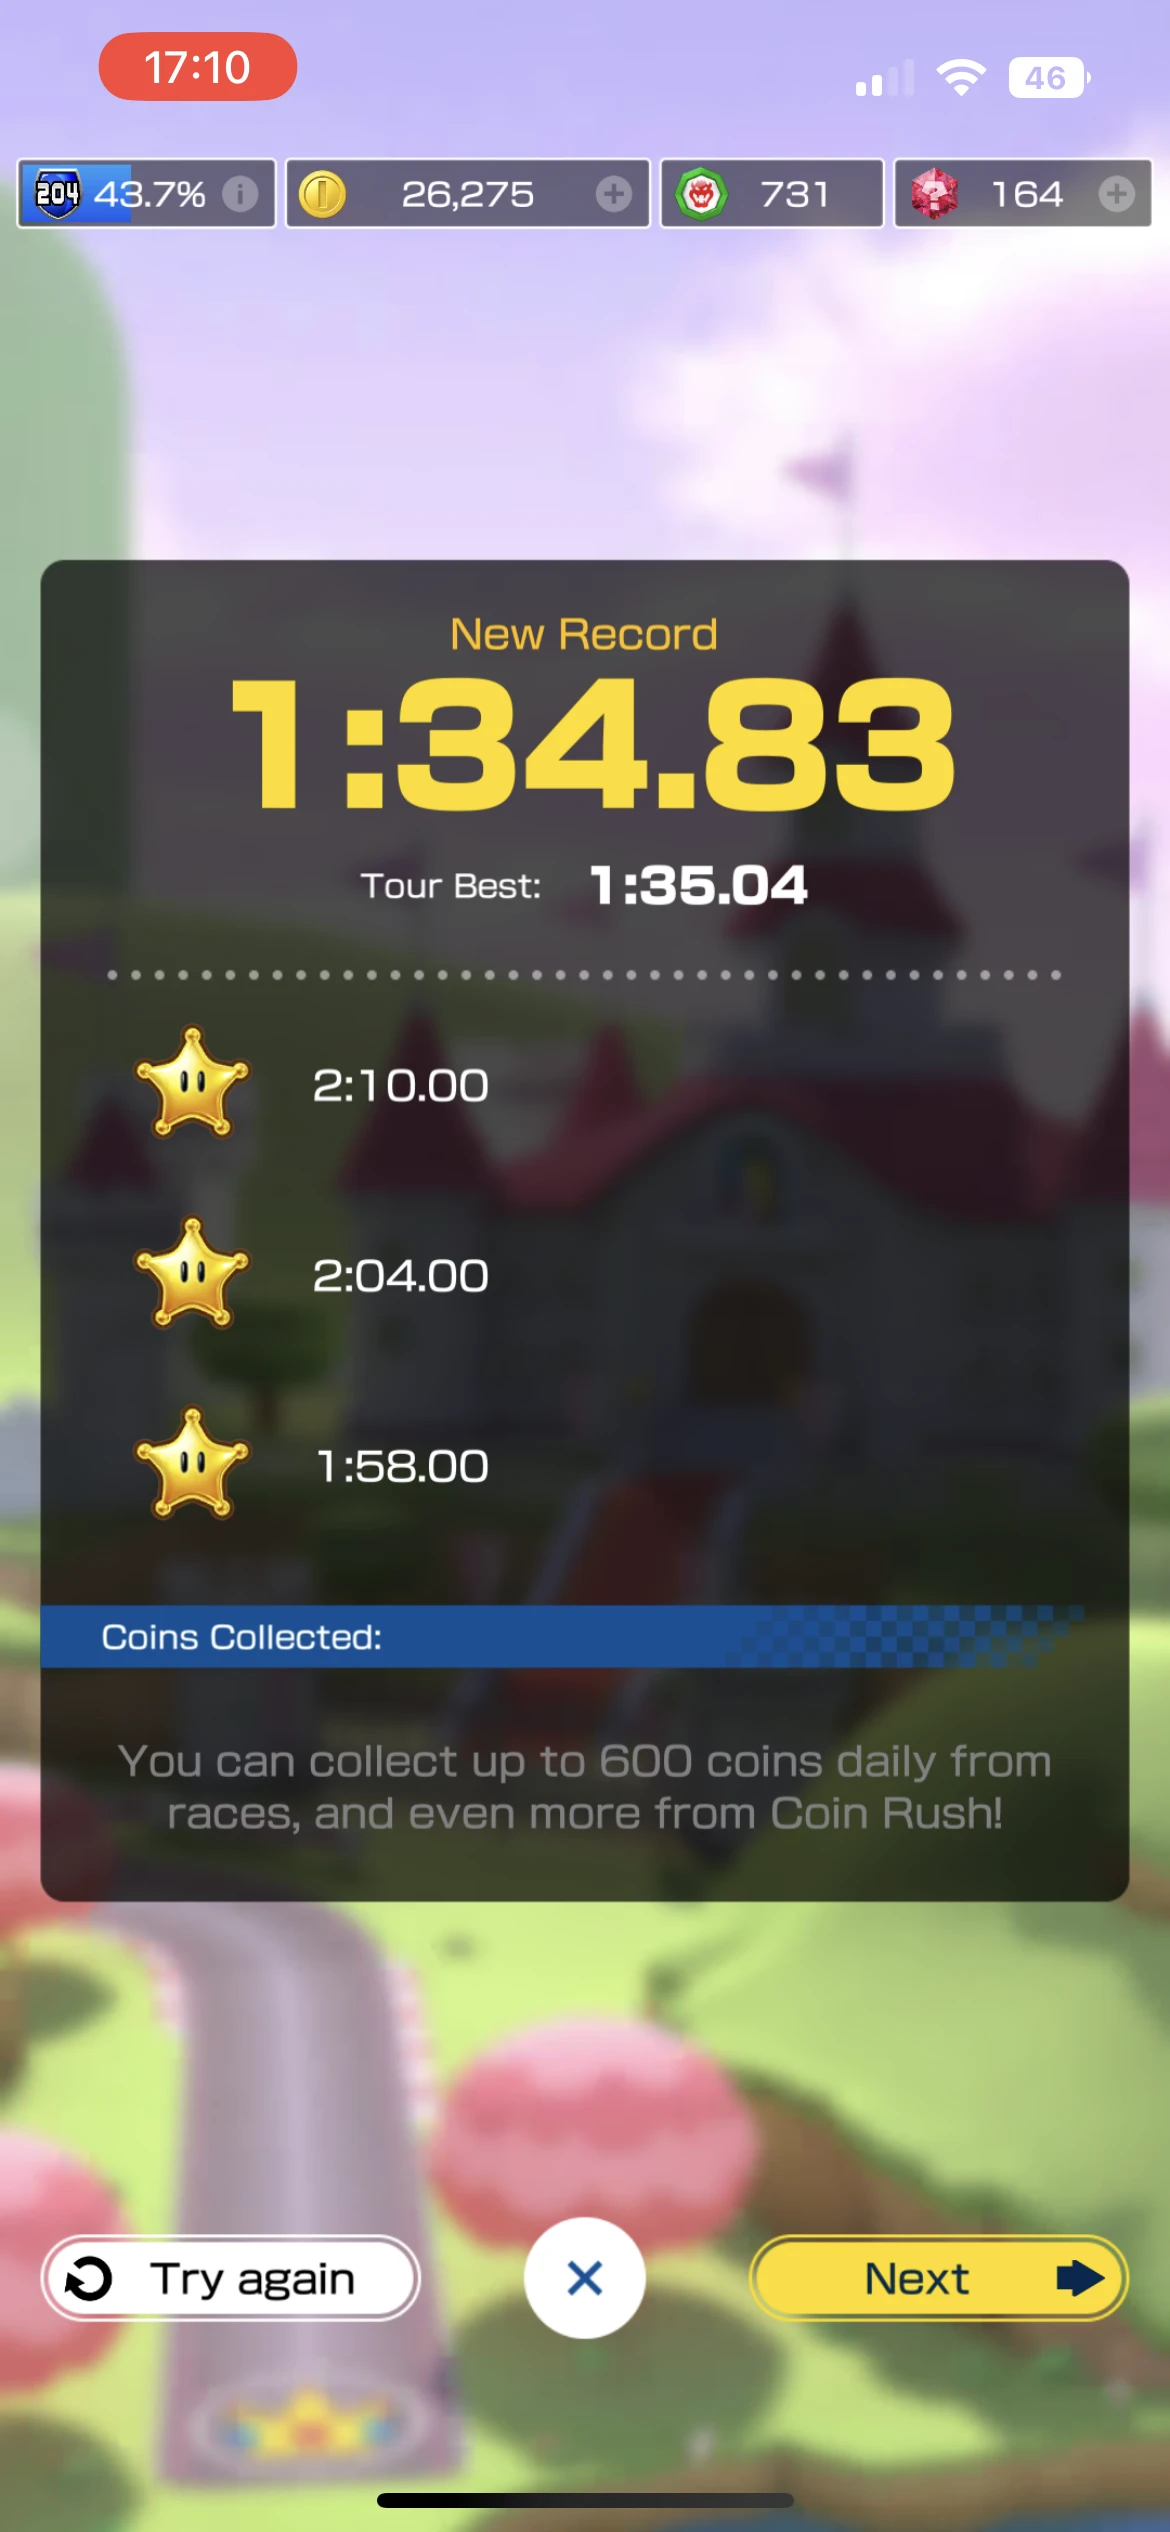 17:10
46
204 43.7% i
26,275 +
731
164 +
New Record
1:34.83
Tour Best: 1:35.04
2:10.00
2:04.00
1:58.00
Coins Collected:
You can collect up to 600 coins daily from
races, and even more from Coin Rush!
Try again
Next